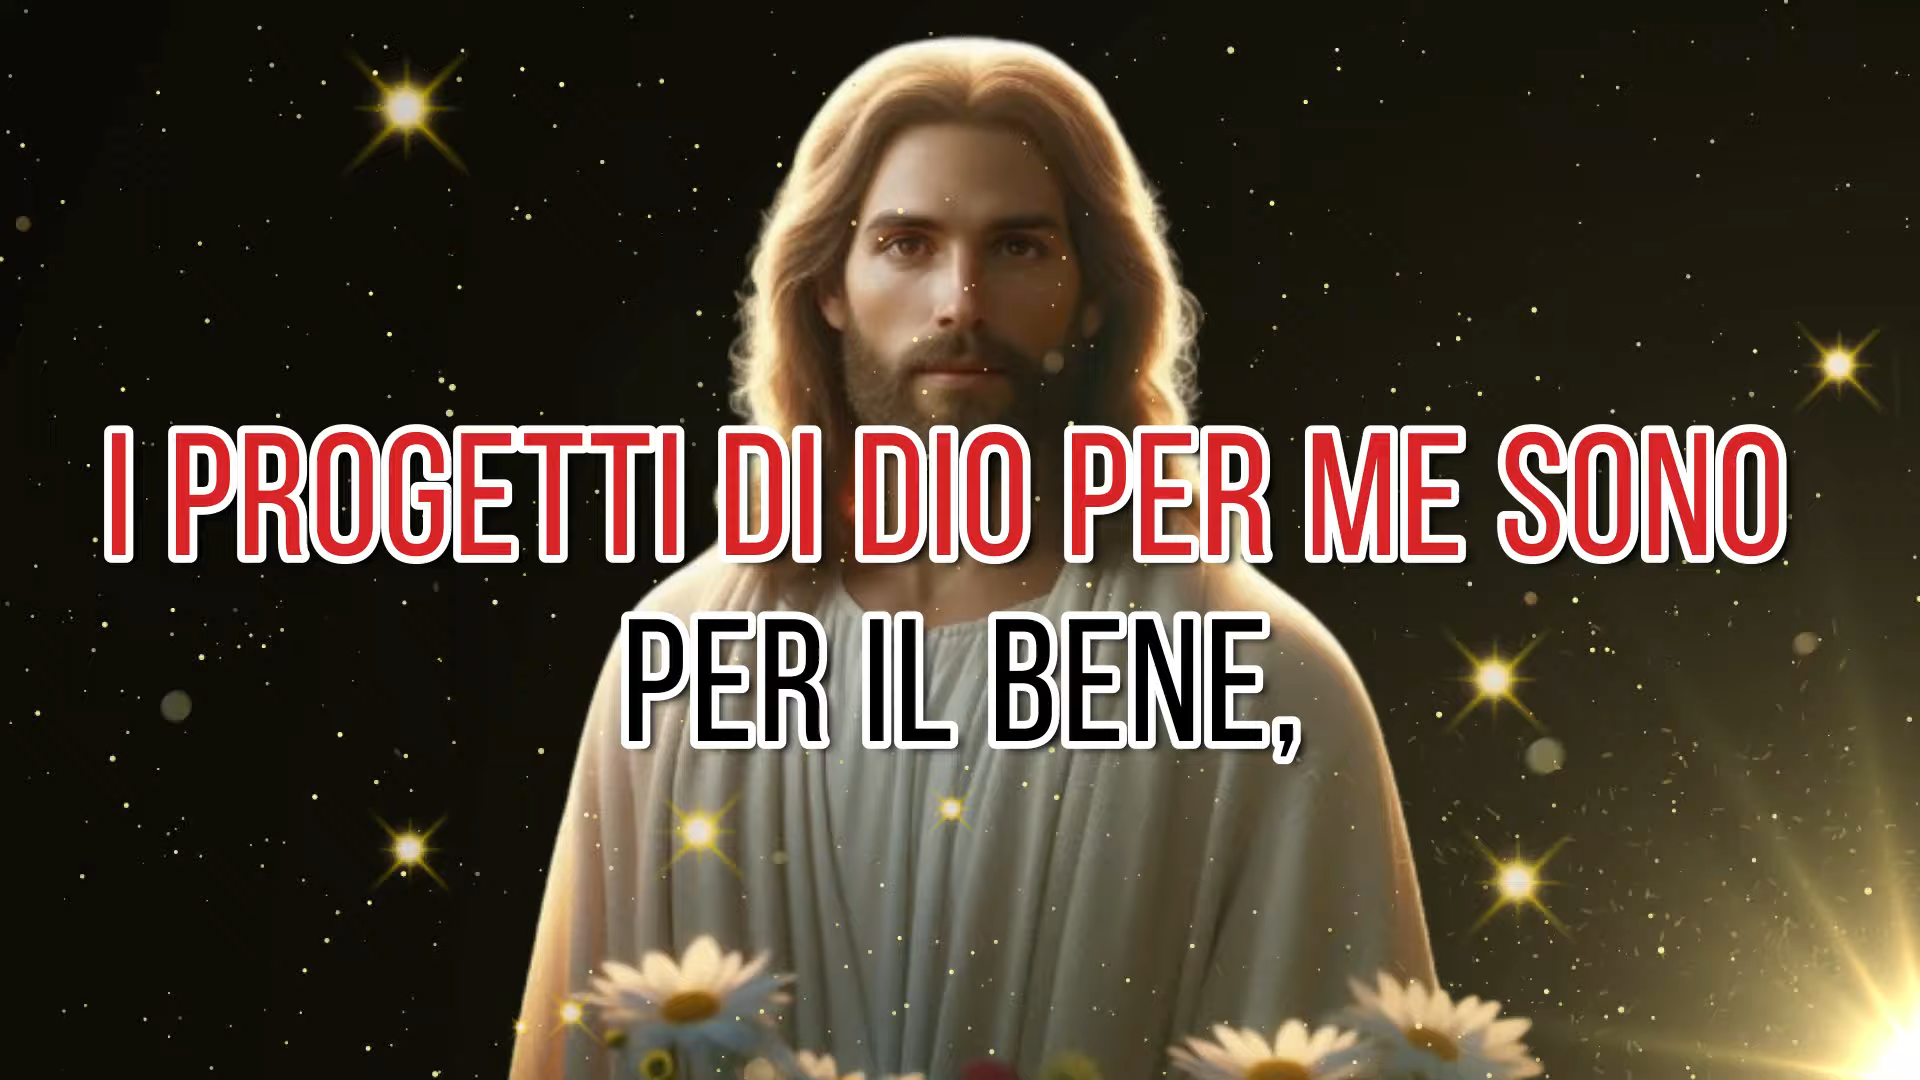 I PROGETTI DI DIO PER ME SONO
PER IL BENE,